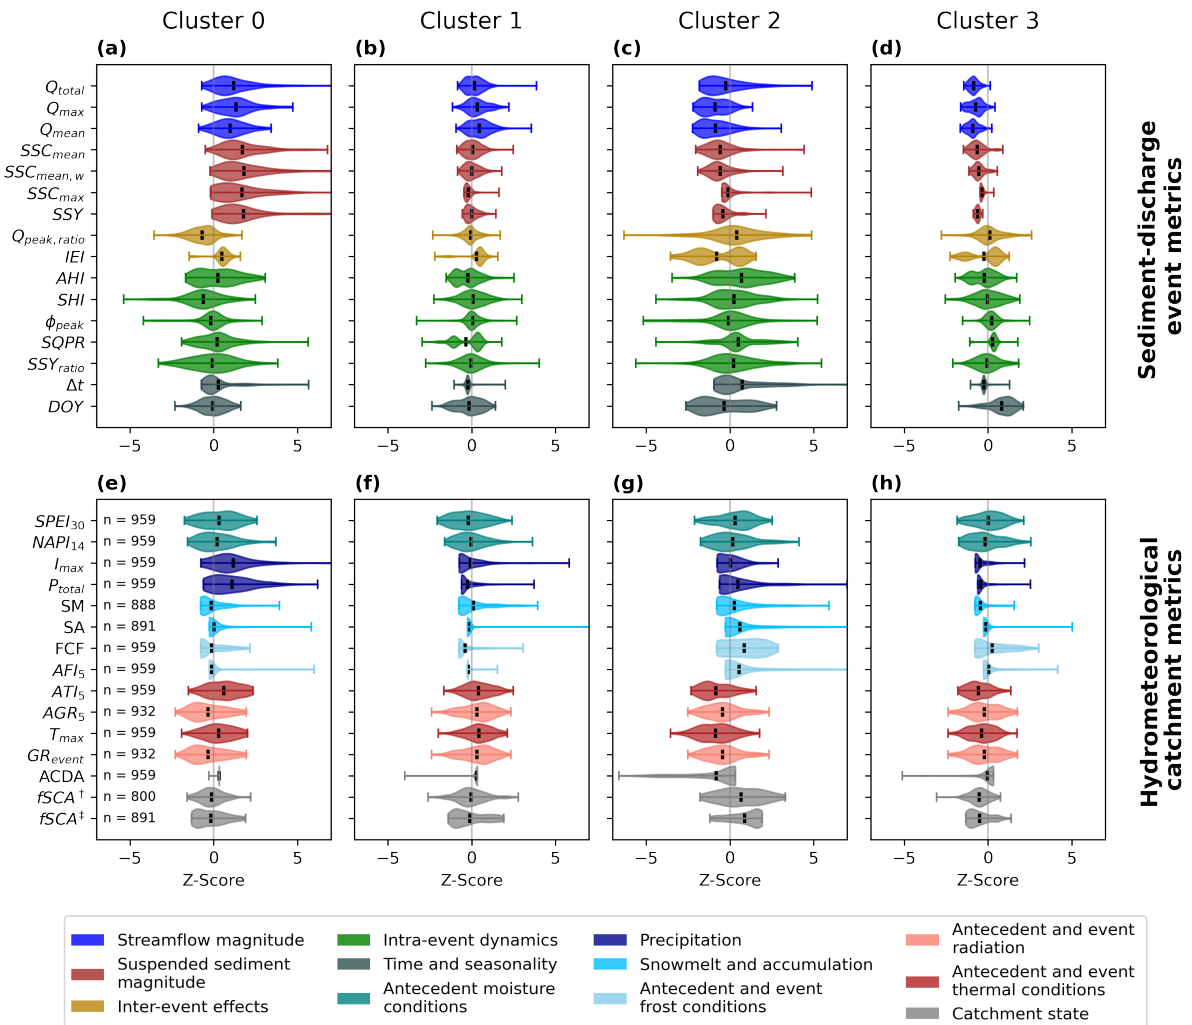 Cluster 0
Cluster 1
Cluster 2
Cluster 3
(a)
(b)
(c)
(d)
Q_total
Q_max
Q_mean
SSC_mean
SSC_mean, w
SSC_max
SSY
Q_peak, ratio
IEI
AHI
SHI
ϕ_peak
SQPR
SSY_ratio
Δt
DOY
−5 0 5
−5 0 5
−5 0 5
−5 0 5
Sediment-discharge
event metrics
(e)
(f)
(g)
(h)
SPEI_30 n = 959
NAPI_14 n = 959
I_max n = 959
P_total n = 959
SM n = 888
SA n = 891
FCF n = 959
AFI_5 n = 959
ATI_5 n = 959
AGR_5 n = 932
T_max n = 959
GR_event n = 932
ACDA n = 959
fSCA† n = 800
fSCA‡ n = 891
−5 0 5
−5 0 5
−5 0 5
−5 0 5
Z-Score
Z-Score
Z-Score
Z-Score
Hydrometeorological
catchment metrics
Streamflow magnitude
Suspended sediment
magnitude
Inter-event effects
Intra-event dynamics
Time and seasonality
Antecedent moisture
conditions
Precipitation
Snowmelt and accumulation
Antecedent and event
frost conditions
Antecedent and event
radiation
Antecedent and event
thermal conditions
Catchment state